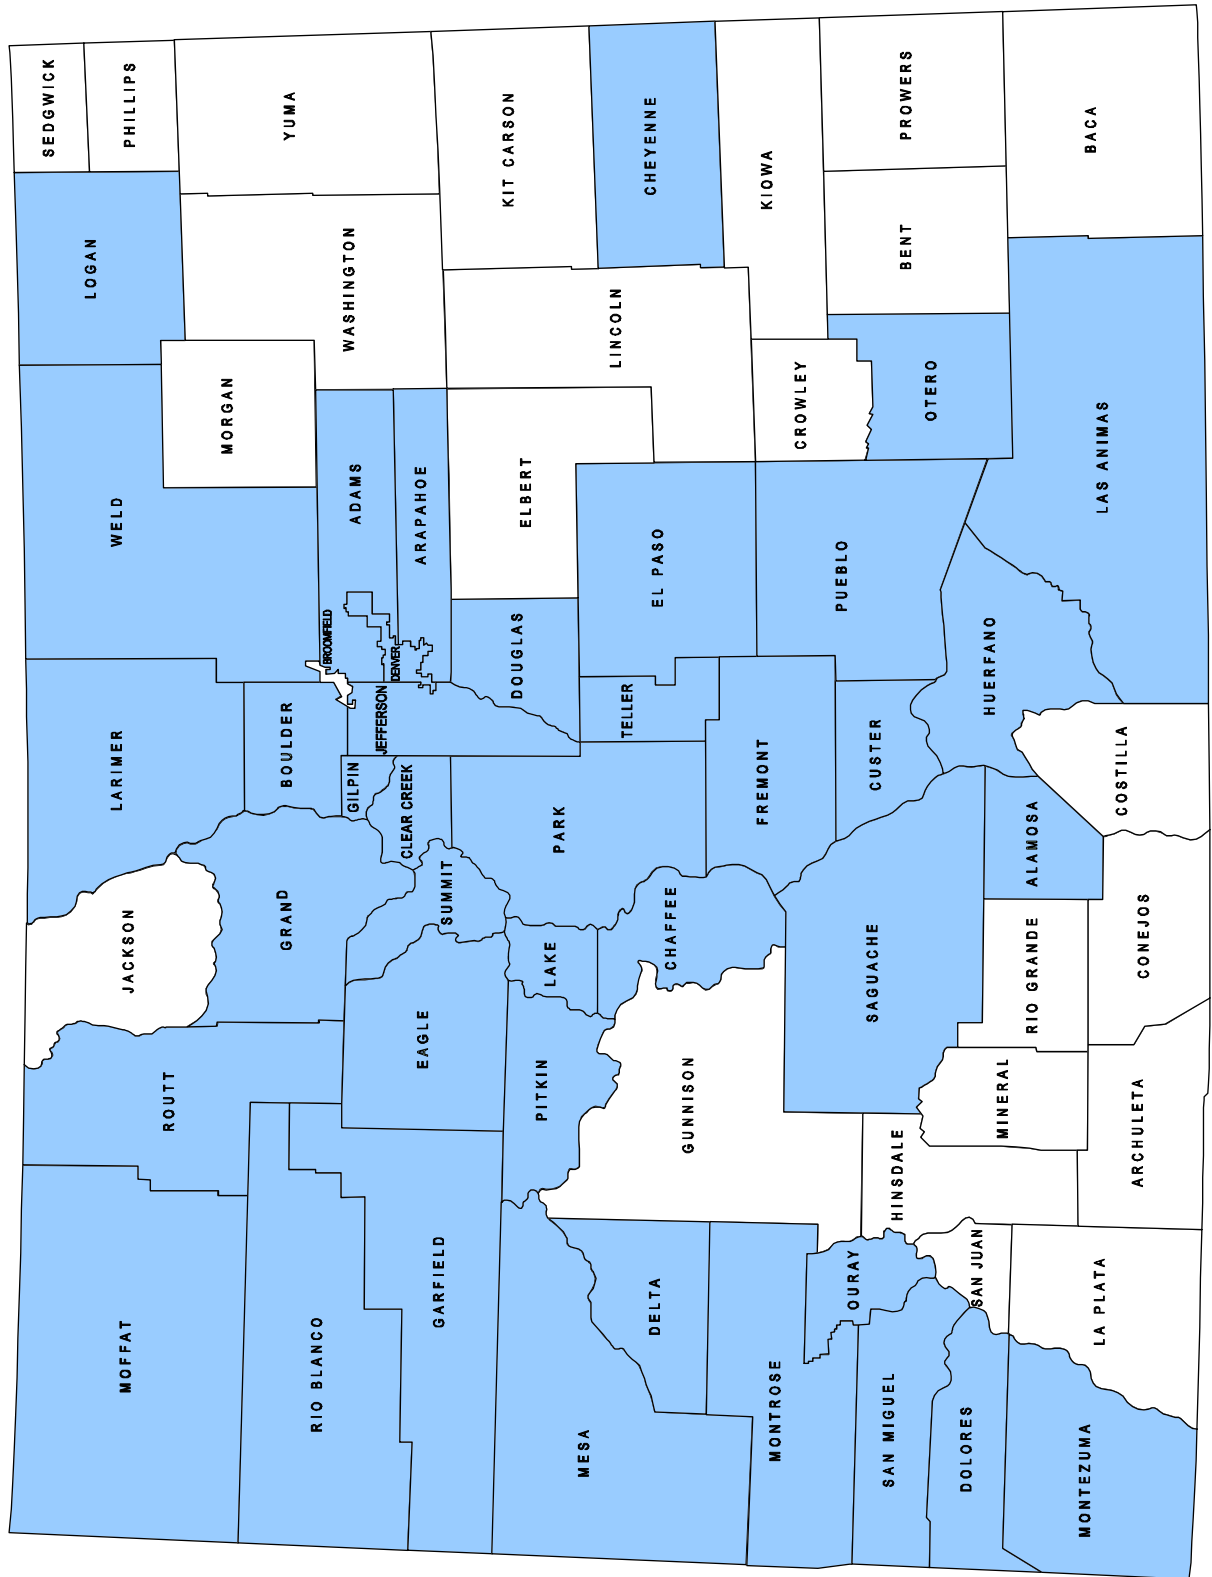 SEDGWICK
PHILLIPS
YUMA
KIT CARSON
CHEYENNE
KIOWA
PROWERS
BACA
LOGAN
WASHINGTON
LINCOLN
BENT
MORGAN
CROWLEY
OTERO
LAS ANIMAS
WELD
ADAMS
ARAPAHOE
ELBERT
EL PASO
PUEBLO
BROOMFIELD
DENVER
DOUGLAS
HUERFANO
LARIMER
BOULDER
JEFFERSON
TELLER
GILPIN
CLEAR CREEK
PARK
FREMONT
CUSTER
COSTILLA
ALAMOSA
JACKSON
GRAND
SUMMIT
LAKE
CHAFFEE
SAGUACHE
RIO GRANDE
CONEJOS
ROUTT
EAGLE
PITKIN
GUNNISON
HINSDALE
MINERAL
ARCHULETA
MOFFAT
RIO BLANCO
GARFIELD
MESA
DELTA
MONTROSE
OURAY
SAN JUAN
LA PLATA
SAN MIGUEL
DOLORES
MONTEZUMA